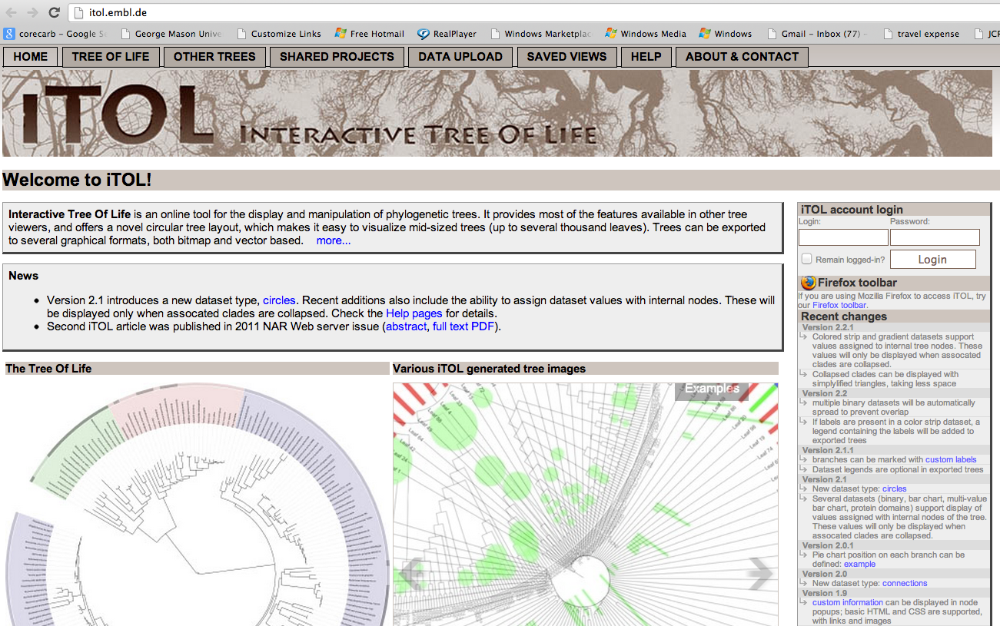 itol.embl.de
corecarb – Google
George Mason Unive
Customize Links
Free Hotmail
RealPlayer
Windows Marketplac
Windows Media
Windows
Gmail – Inbox (77) -
travel expense
JCR
HOME
TREE OF LIFE
OTHER TREES
SHARED PROJECTS
DATA UPLOAD
SAVED VIEWS
HELP
ABOUT & CONTACT
iTOL INTERACTIVE TREE OF LIFE
Welcome to iTOL!
Interactive Tree Of Life is an online tool for the display and manipulation of phylogenetic trees. It provides most of the features available in other tree
viewers, and offers a novel circular tree layout, which makes it easy to visualize mid-sized trees (up to several thousand leaves). Trees can be exported
to several graphical formats, both bitmap and vector based. more...
News
• Version 2.1 introduces a new dataset type, circles. Recent additions also include the ability to assign dataset values with internal nodes. These will
be displayed only when assocated clades are collapsed. Check the Help pages for details.
• Second iTOL article was published in 2011 NAR Web server issue (abstract, full text PDF).
The Tree Of Life
Various iTOL generated tree images
Examples
iTOL account login
Login:
Password:
Remain logged-in?
Login
Firefox toolbar
If you are using Mozilla Firefox to access iTOL, try
our Firefox toolbar.
Recent changes
Version 2.2.1
Colored strip and gradient datasets support
values assigned to internal tree nodes. These
values will only be displayed when assocated
clades are collapsed.
Collapsed clades can be displayed with
simplylified triangles, taking less space
Version 2.2
multiple binary datasets will be automatically
spread to prevent overlap
If labels are present in a color strip dataset, a
legend containing the labels will be added to
exported trees
Version 2.1.1
branches can be marked with custom labels
Dataset legends are optional in exported trees
Version 2.1
New dataset type: circles
Several datasets (binary, bar chart, multi-value
bar chart, protein domains) support display of
values assigned with internal nodes of the tree.
These values will only be displayed when
assocated clades are collapsed.
Version 2.0.1
Pie chart position on each branch can be
defined: example
Version 2.0
New dataset type: connections
Version 1.9
custom information can be displayed in node
popups; basic HTML and CSS are supported,
with links and images